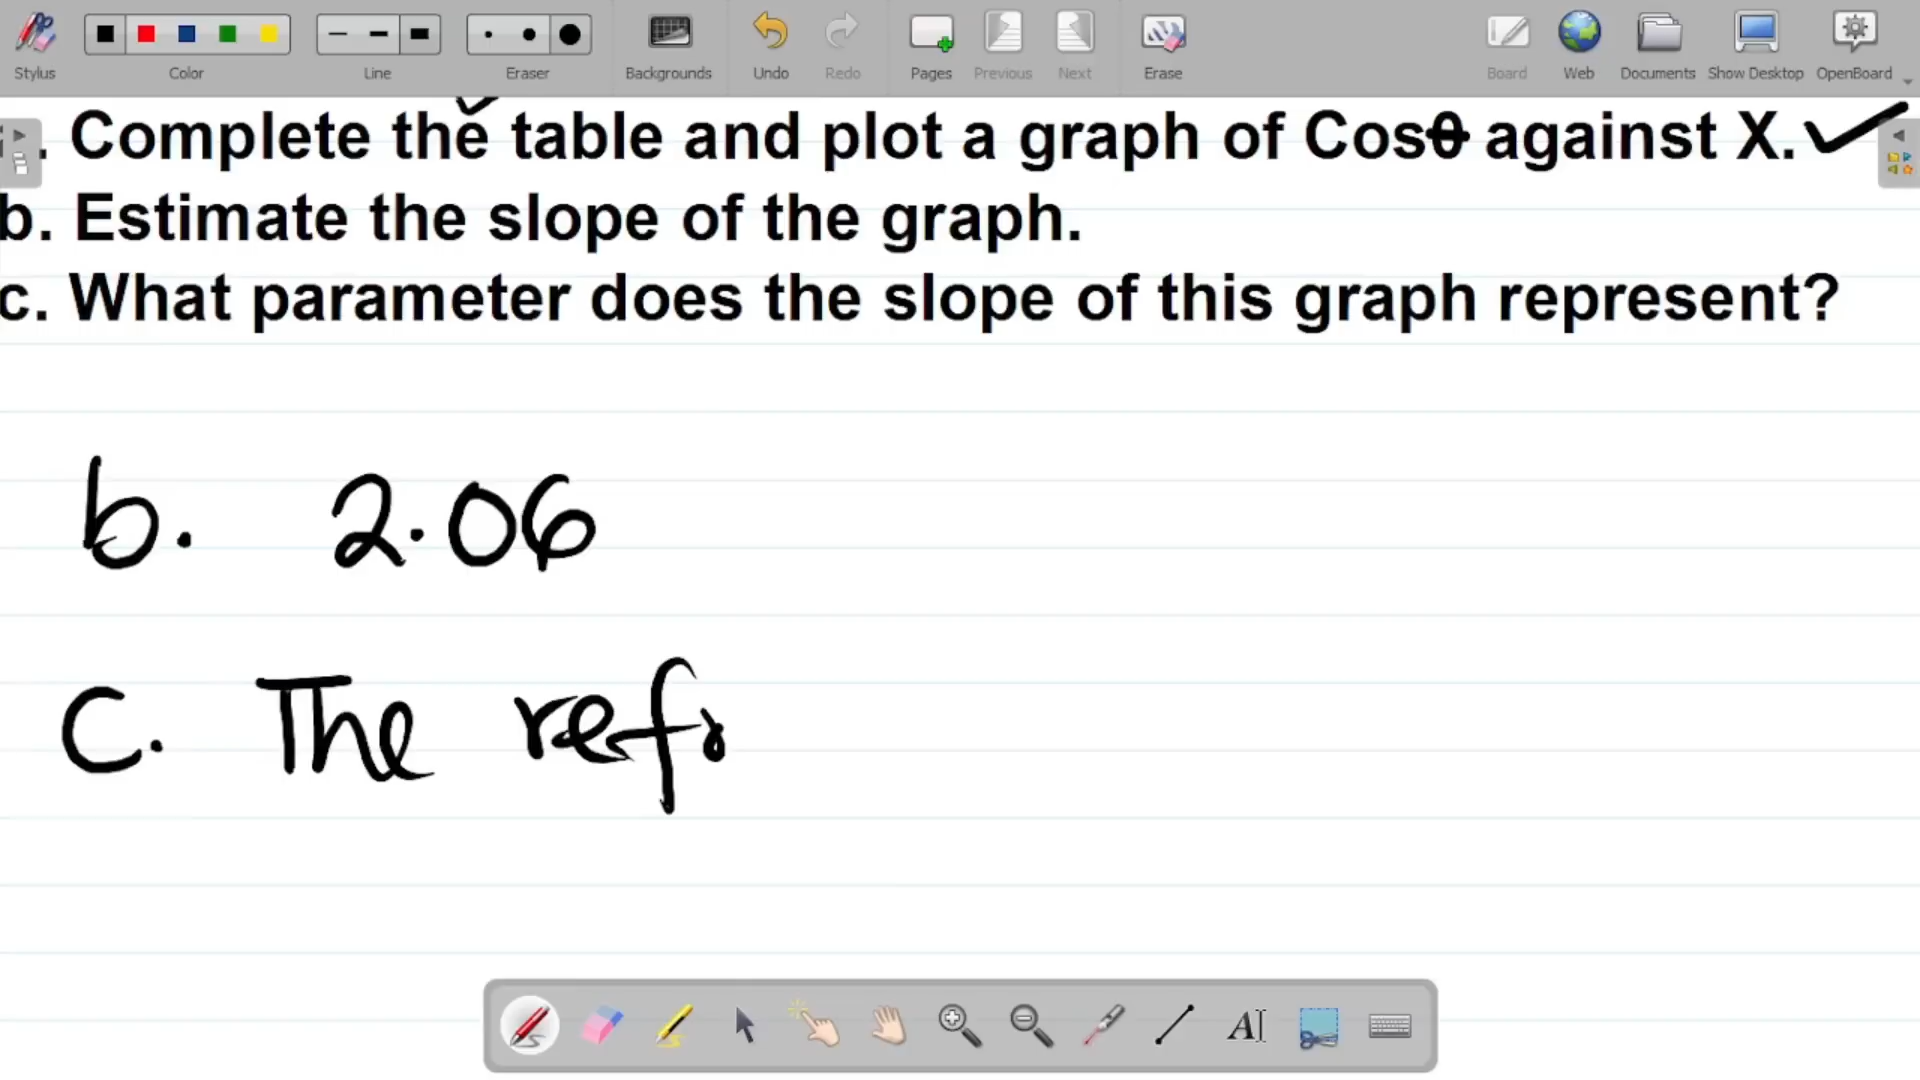 Stylus Color Line Eraser Backgrounds Undo Redo Pages Previous Next Erase Board Web Documents Show Desktop OpenBoard
. Complete the table and plot a graph of Cosθ against X.
b. Estimate the slope of the graph.
c. What parameter does the slope of this graph represent?
b. 2.06
c. The refr